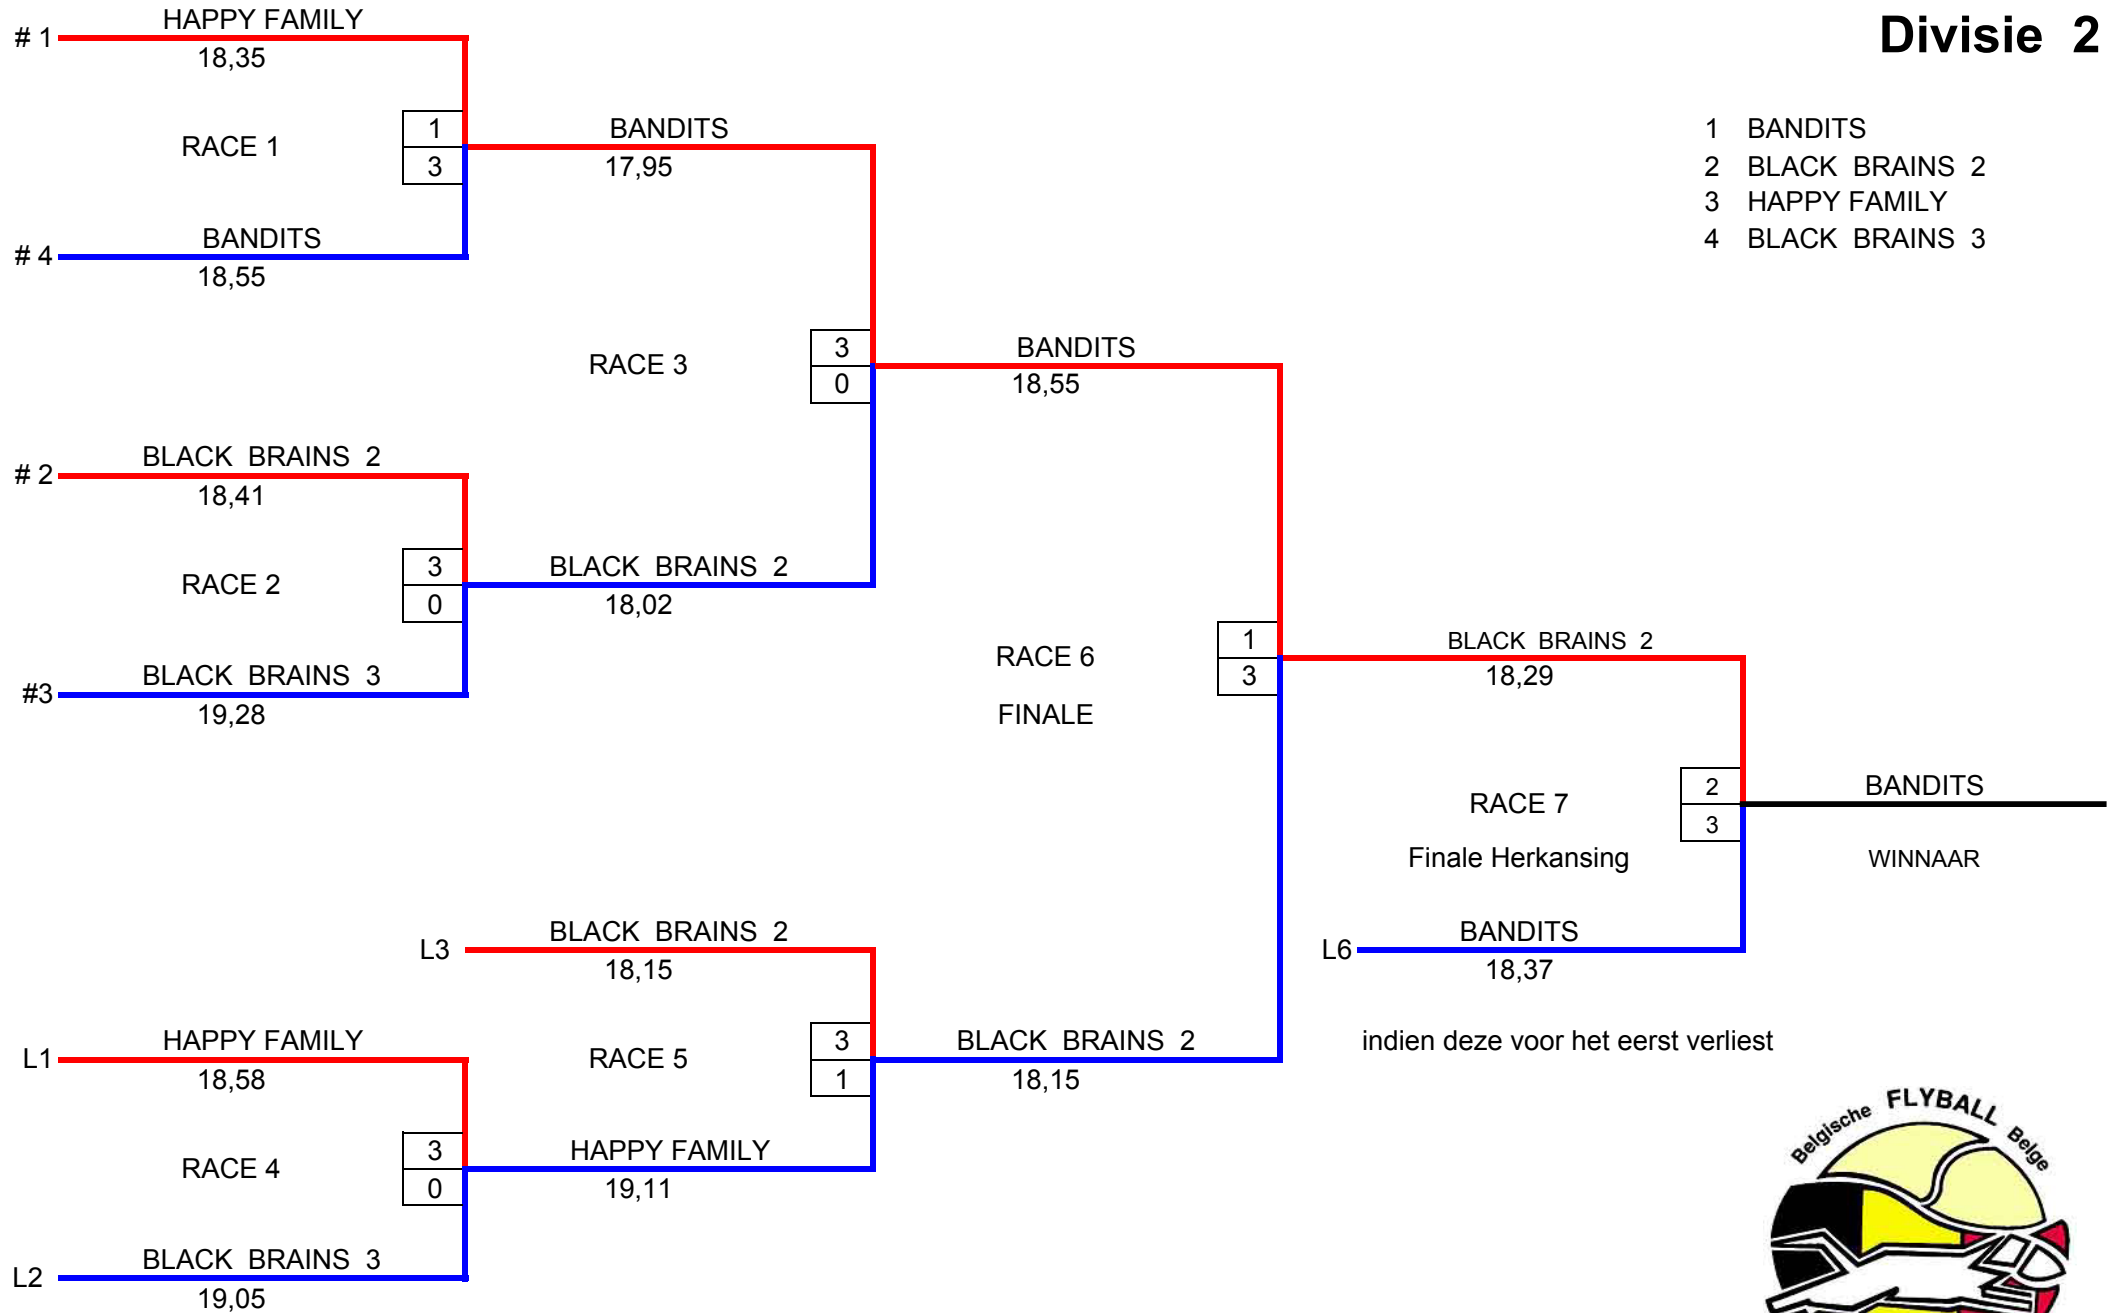 Divisie 2
1 BANDITS
2 BLACK BRAINS 2
3 HAPPY FAMILY
4 BLACK BRAINS 3
# 1
HAPPY FAMILY
18,35
RACE 1
1
3
# 4
BANDITS
18,55
BANDITS
17,95
RACE 3
3
0
BANDITS
18,55
# 2
BLACK BRAINS 2
18,41
RACE 2
3
0
#3
BLACK BRAINS 3
19,28
BLACK BRAINS 2
18,02
RACE 6
FINALE
1
3
BLACK BRAINS 2
18,29
RACE 7
Finale Herkansing
2
3
BANDITS
WINNAAR
L6
BANDITS
18,37
indien deze voor het eerst verliest
L3
BLACK BRAINS 2
18,15
RACE 5
3
1
BLACK BRAINS 2
18,15
L1
HAPPY FAMILY
18,58
RACE 4
3
0
HAPPY FAMILY
19,11
L2
BLACK BRAINS 3
19,05
Belgische FLYBALL Belge